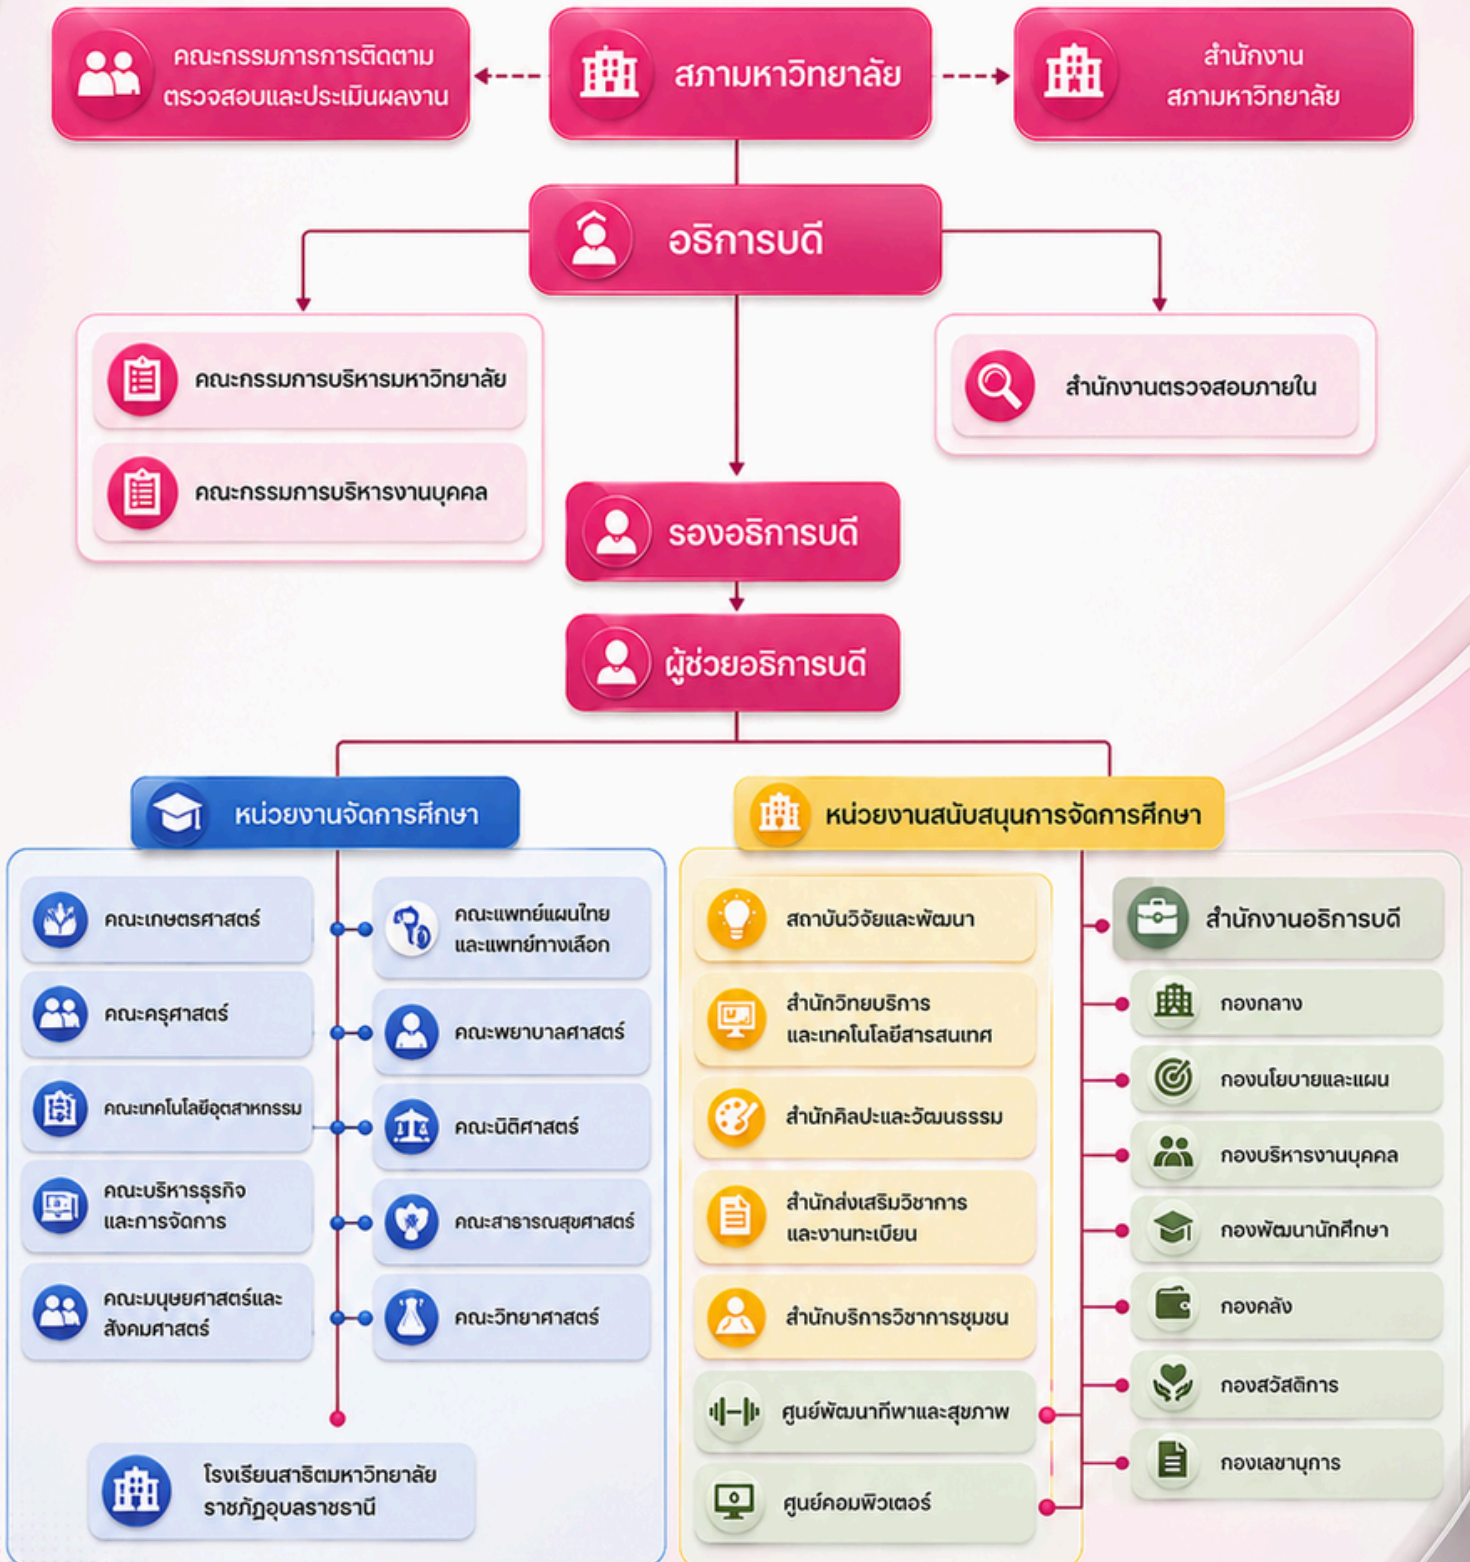 คณะกรรมการการติดตาม
ตรวจสอบและประเมินผลงาน
สภามหาวิทยาลัย
สำนักงาน
สภามหาวิทยาลัย
อธิการบดี
คณะกรรมการบริหารมหาวิทยาลัย
คณะกรรมการบริหารงานบุคคล
สำนักงานตรวจสอมภายใน
รองอธิการบดี
ผู้ช่วยอธิการบดี
หน่วยงานจัดการศึกษา
คณะเกษตรศาสตร์
คณะครุศาสตร์
คณะเทคโนโลยีอุตสาหกรรม
คณะบริหารธุรกิจ
และการจัดการ
คณะมนุษยศาสตร์และ
สังคมศาสตร์
คณะแพทย์แผนไทย
และแพทย์ทางเลือก
คณะพยาบาลศาสตร์
คณะนิติศาสตร์
คณะสาธารณสุขศาสตร์
คณะวิทยาศาสตร์
โรงเรียนสาธิตมหาวิทยาลัย
ราชภัฏอุบลราชธานี
หน่วยงานสนับสนุนการจัดการศึกษา
สถาบันวิจัยและพัฒนา
สำนักวิทยบริการ
และเทคโนโลยีสารสนเทศ
สำนักศิลปะและวัฒนธรรม
สำนักส่งเสริมวิชาการ
และงานทะเบียน
สำนักบริการวิชาการชุมชน
ศูนย์พัฒนาทีพาและสุขภาพ
ศูนย์คอมพิวเตอร์
สำนักงานอธิการบดี
กองกลาง
กองนโยบายและแผน
กองบริหารงานบุคคล
กองพัฒนานักศึกษา
กองคลัง
กองสวัสติการ
กองเลขานุการ